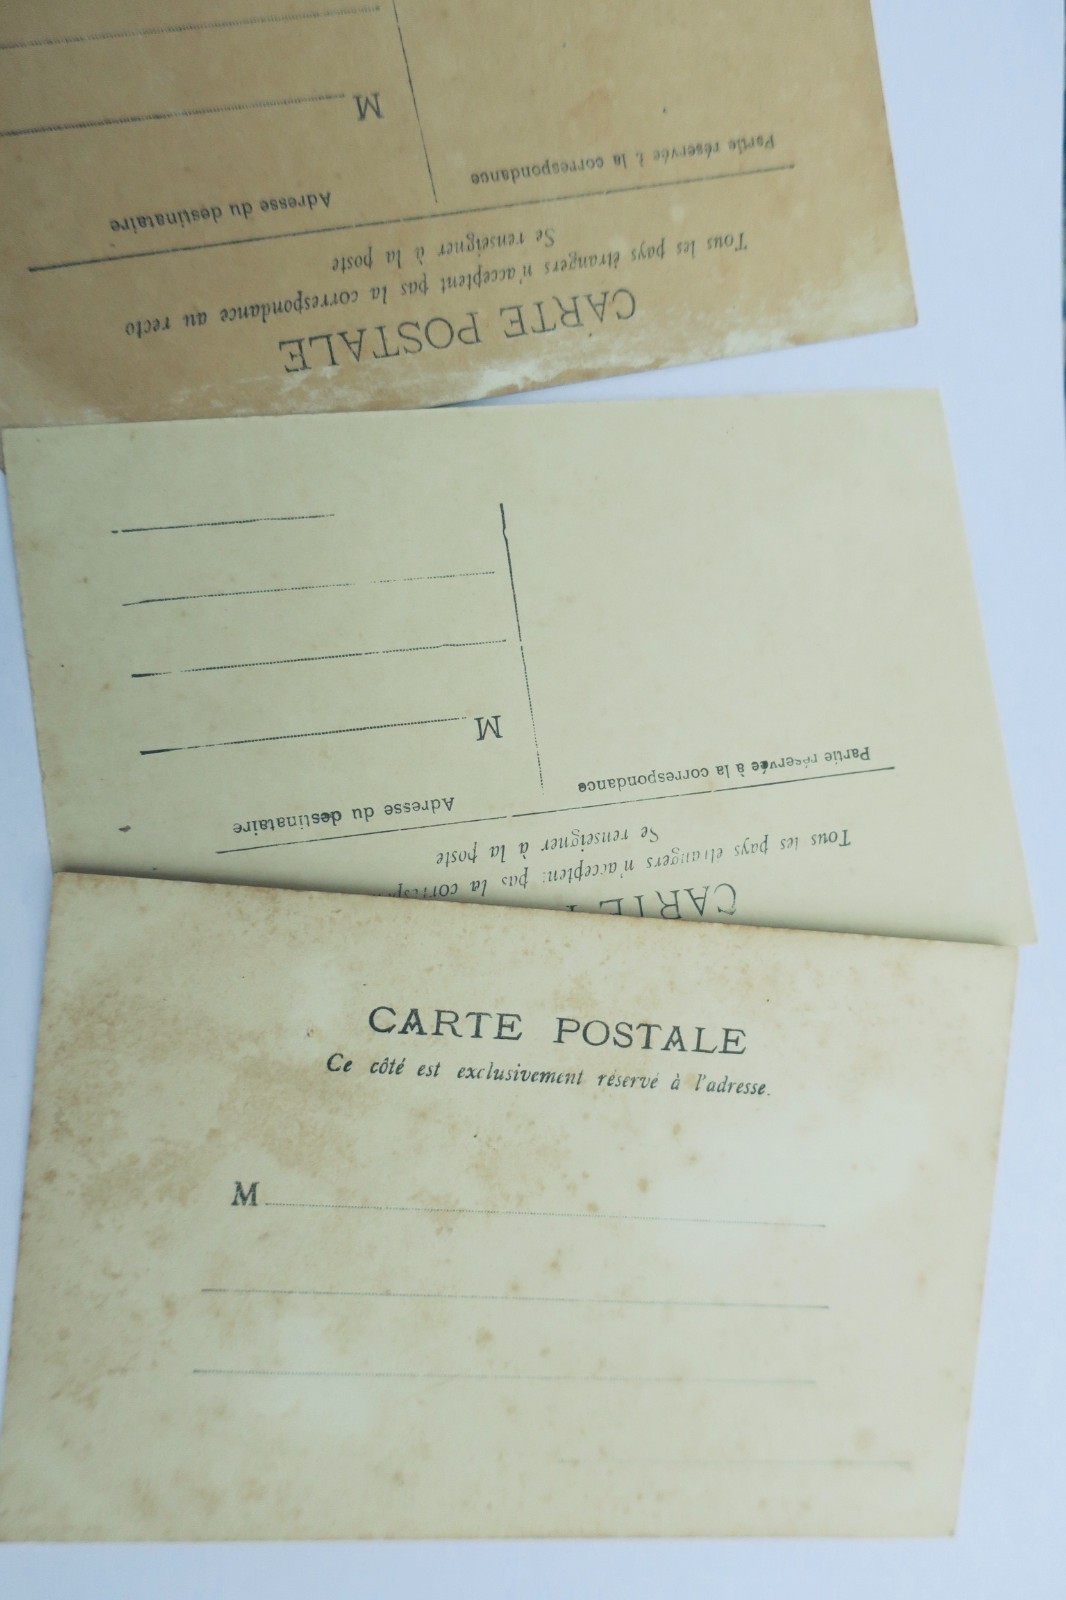 CARTE POSTALE
Tous les pays étrangers n'acceptent pas la correspondance au recto
Se renseigner à la poste
Partie réservée à la correspondance
Adresse du destinataire
M
CARTE
Tous les pays étrangers n'acceptent pas la
Se renseigner à la poste
Partie réservée à la correspondance
Adresse du destinataire
M
CARTE POSTALE
Ce côté est exclusivement réservé à l'adresse.
M